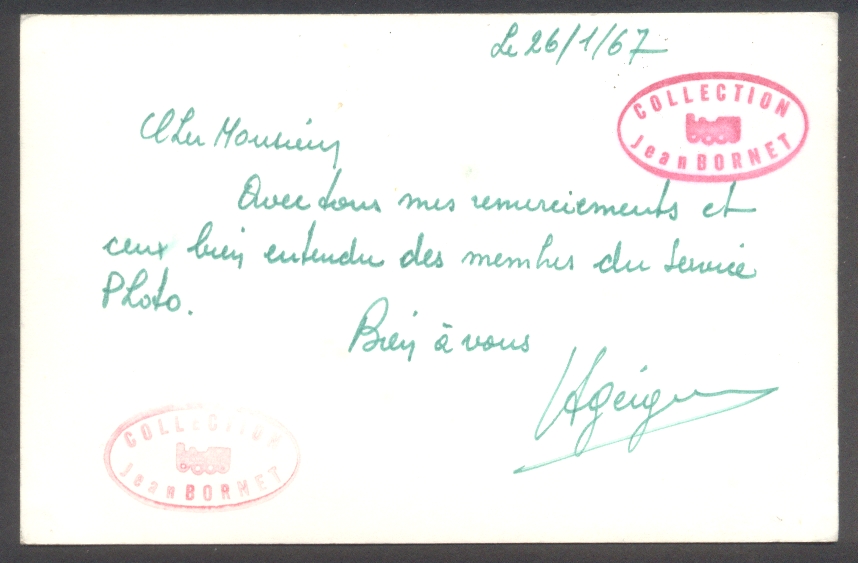 Le 26/1/67
COLLECTION
Jean BORNET
Cher Monsieur
Avec tous mes remerciements et
ceux bien entendu des membres du Service
Photo.
Bien à vous
COLLECTION
Jean BORNET